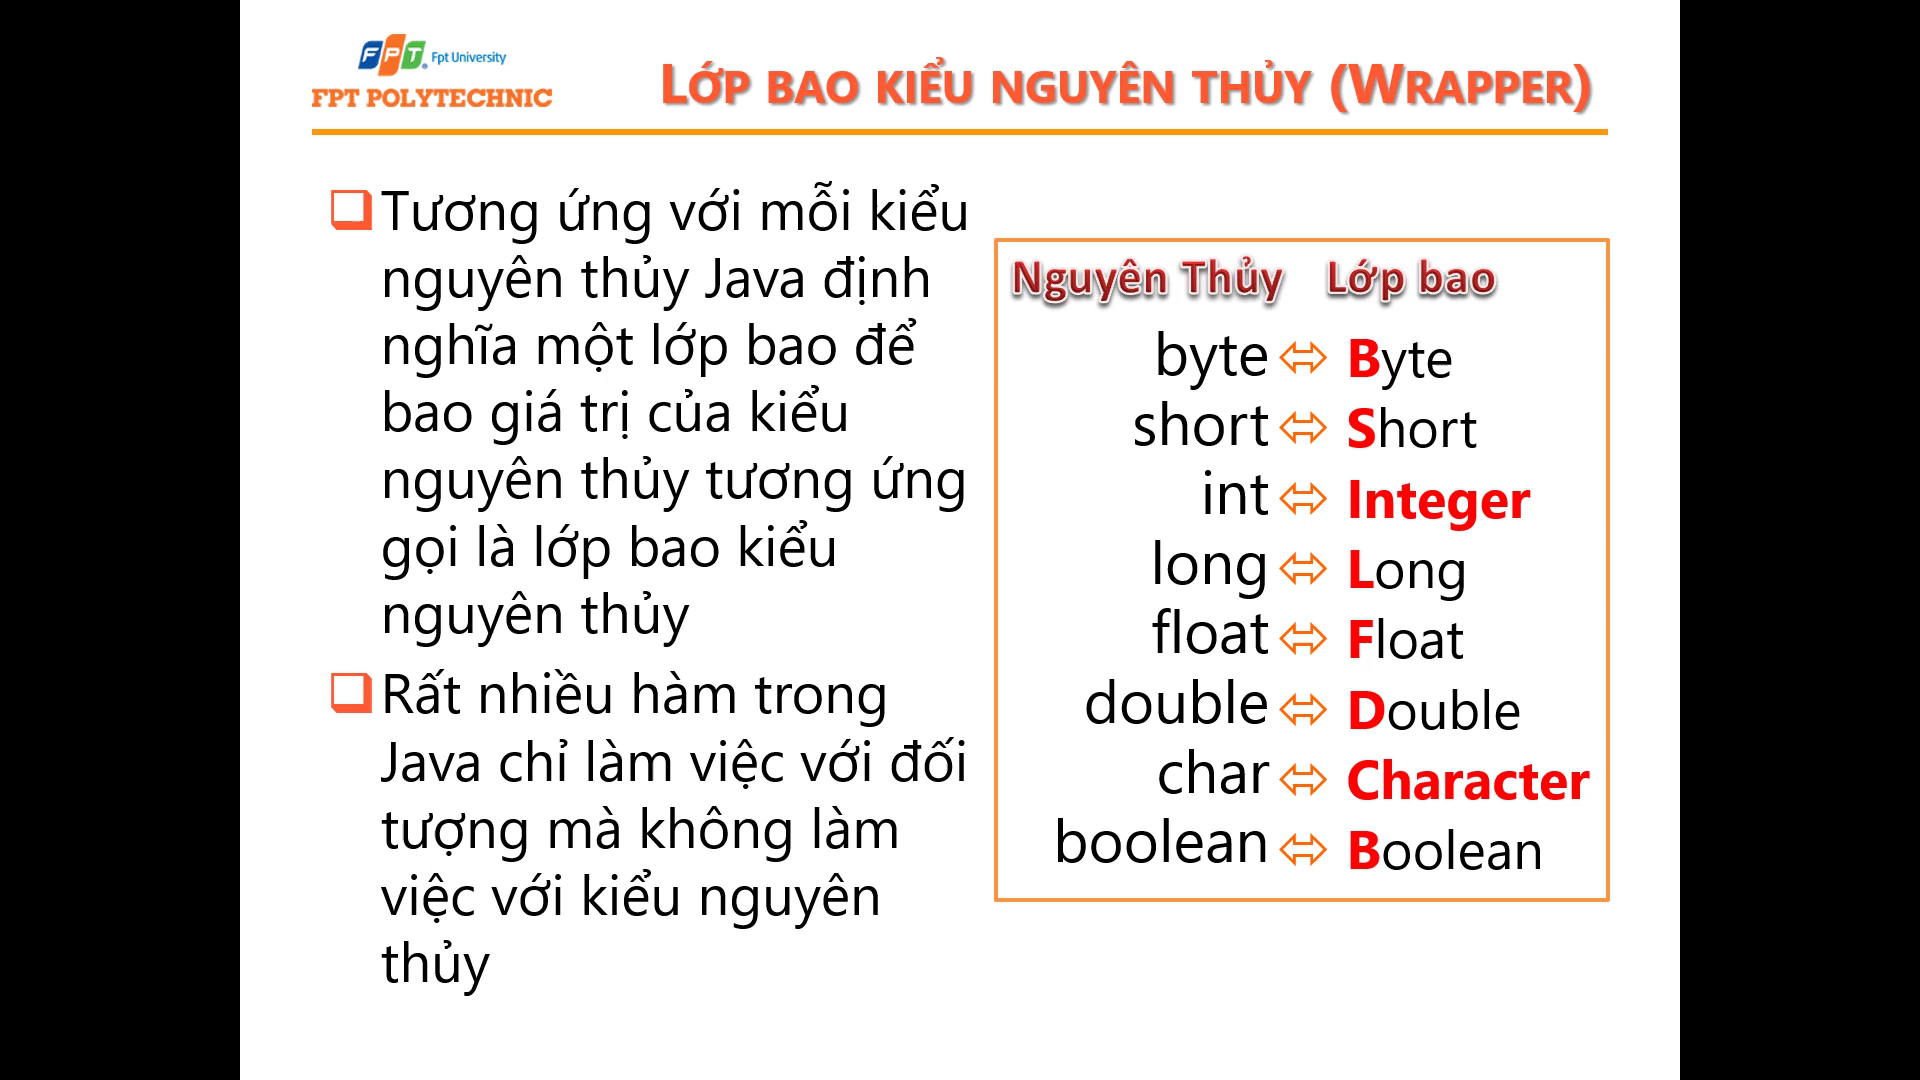 FPT Fpt University
FPT POLYTECHNIC
LỚP BAO KIỂU NGUYÊN THỦY (WRAPPER)
Tương ứng với mỗi kiểu
nguyên thủy Java định
nghĩa một lớp bao để
bao giá trị của kiểu
nguyên thủy tương ứng
gọi là lớp bao kiểu
nguyên thủy
Rất nhiều hàm trong
Java chỉ làm việc với đối
tượng mà không làm
việc với kiểu nguyên
thủy
Nguyên Thủy Lớp bao
byte ⬄ Byte
short ⬄ Short
int ⬄ Integer
long ⬄ Long
float ⬄ Float
double ⬄ Double
char ⬄ Character
boolean ⬄ Boolean